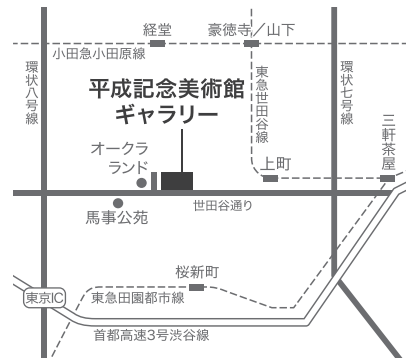 経堂
豪徳寺／山下
小田急小田原線
環状八号線
平成記念美術館
ギャラリー
東急世田谷線
環状七号線
三軒茶屋
オークラ
ランド
上町
世田谷通り
馬事公苑
桜新町
東京IC
東急田園都市線
首都高速3号渋谷線